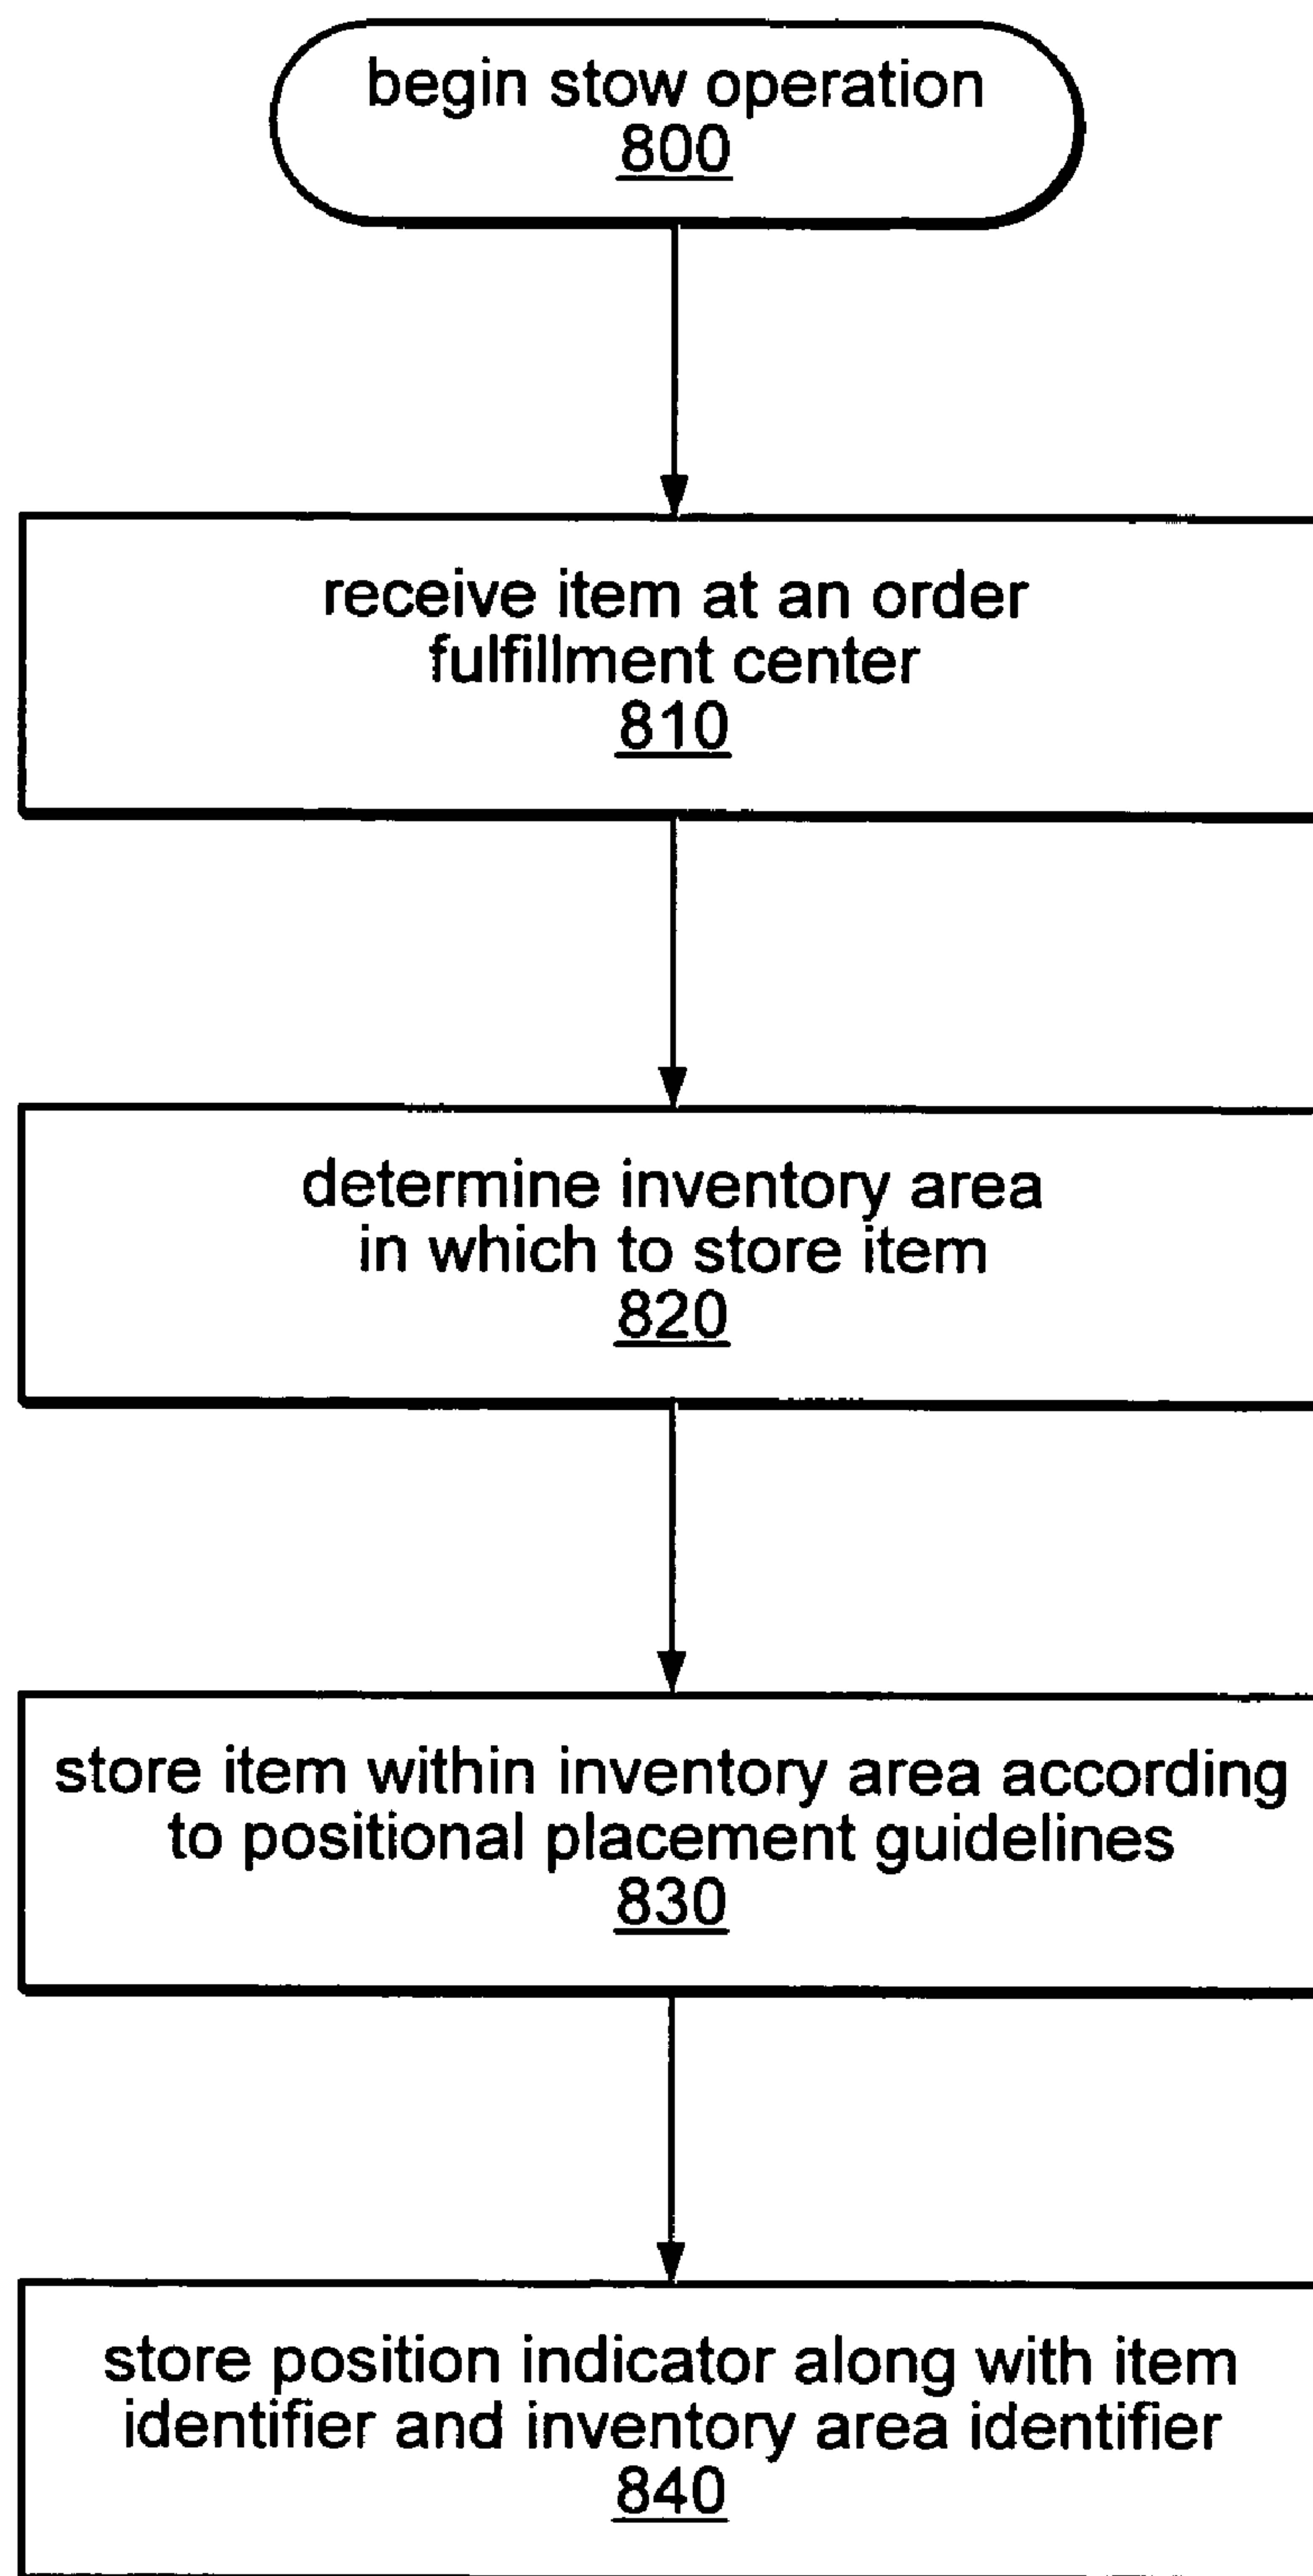 begin stow operation
800
receive item at an order
fulfillment center
810
determine inventory area
in which to store item
820
store item within inventory area according
to positional placement guidelines
830
store position indicator along with item
identifier and inventory area identifier
840